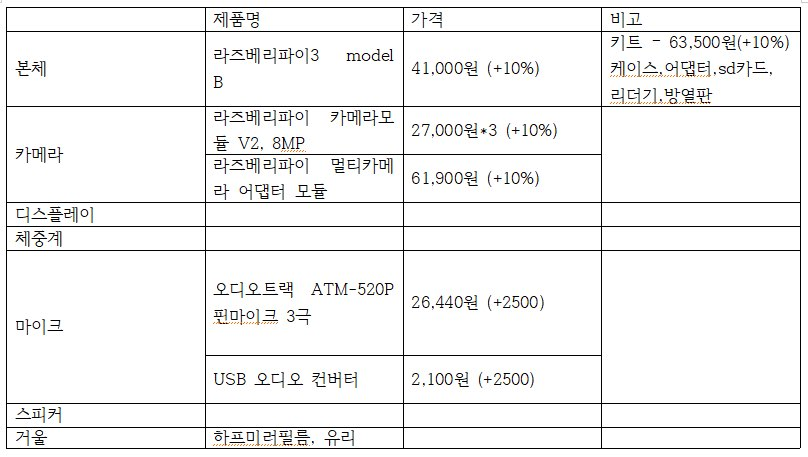 제품명 가격 비고
본체 라즈베리파이3 model B 41,000원 (+10%) 키트 - 63,500원(+10%)
케이스,어댑터,sd카드,
리더기,방열판
카메라 라즈베리파이 카메라모
듈 V2, 8MP 27,000원*3 (+10%)
라즈베리파이 멀티카메
라 어댑터 모듈 61,900원 (+10%)
디스플레이
체중계
마이크 오디오트랙 ATM-520P
핀마이크 3극 26,440원 (+2500)
USB 오디오 컨버터 2,100원 (+2500)
스피커
거울 하프미러필름, 유리